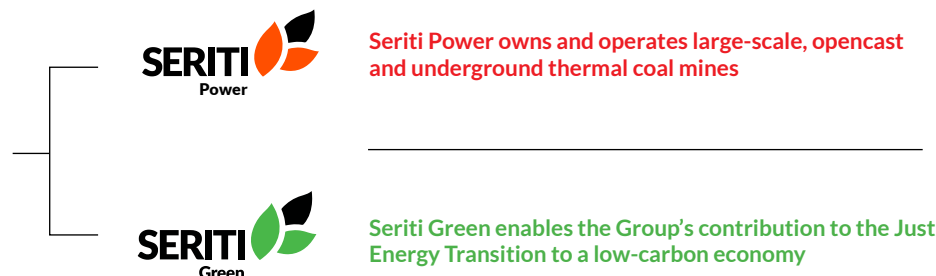 SERITI
Power
Seriti Power owns and operates large-scale, opencast
and underground thermal coal mines
SERITI
Green
Seriti Green enables the Group’s contribution to the Just
Energy Transition to a low-carbon economy